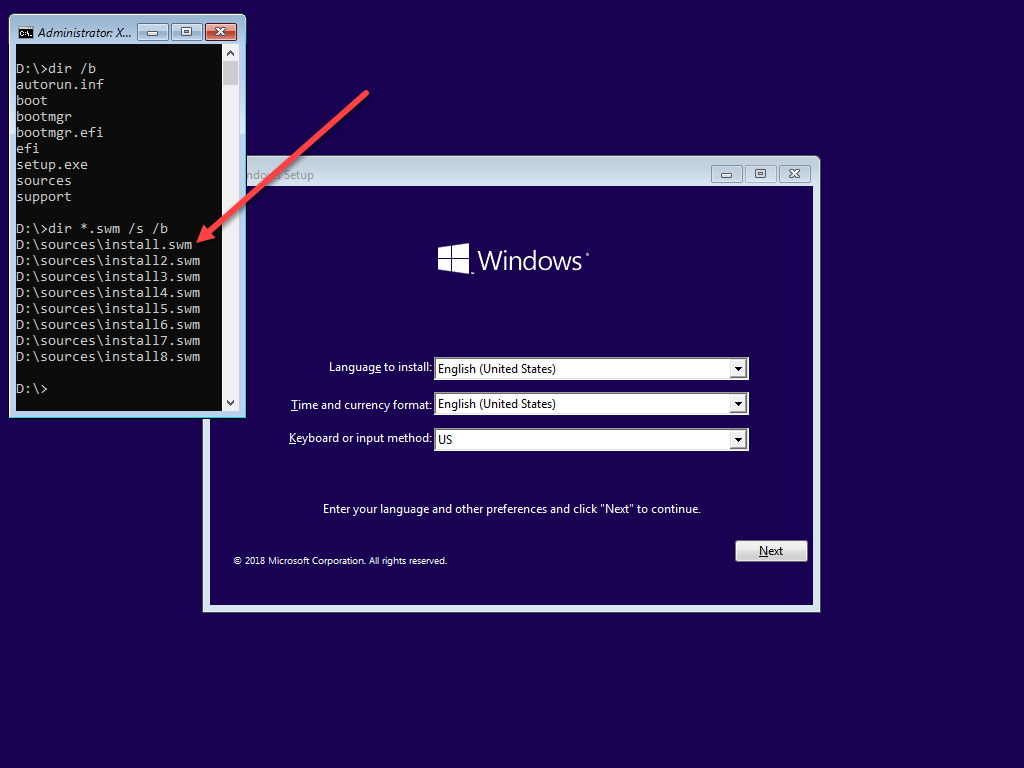 Administrator: X...
D:\>dir /b
autorun.inf
boot
bootmgr
bootmgr.efi
efi
setup.exe
sources
support
D:\>dir *.swm /s /b
D:\sources\install.swm
D:\sources\install2.swm
D:\sources\install3.swm
D:\sources\install4.swm
D:\sources\install5.swm
D:\sources\install6.swm
D:\sources\install7.swm
D:\sources\install8.swm
D:\>
Setup
Windows
Language to install: English (United States)
Time and currency format: English (United States)
Keyboard or input method: US
Enter your language and other preferences and click "Next" to continue.
Next
© 2018 Microsoft Corporation. All rights reserved.